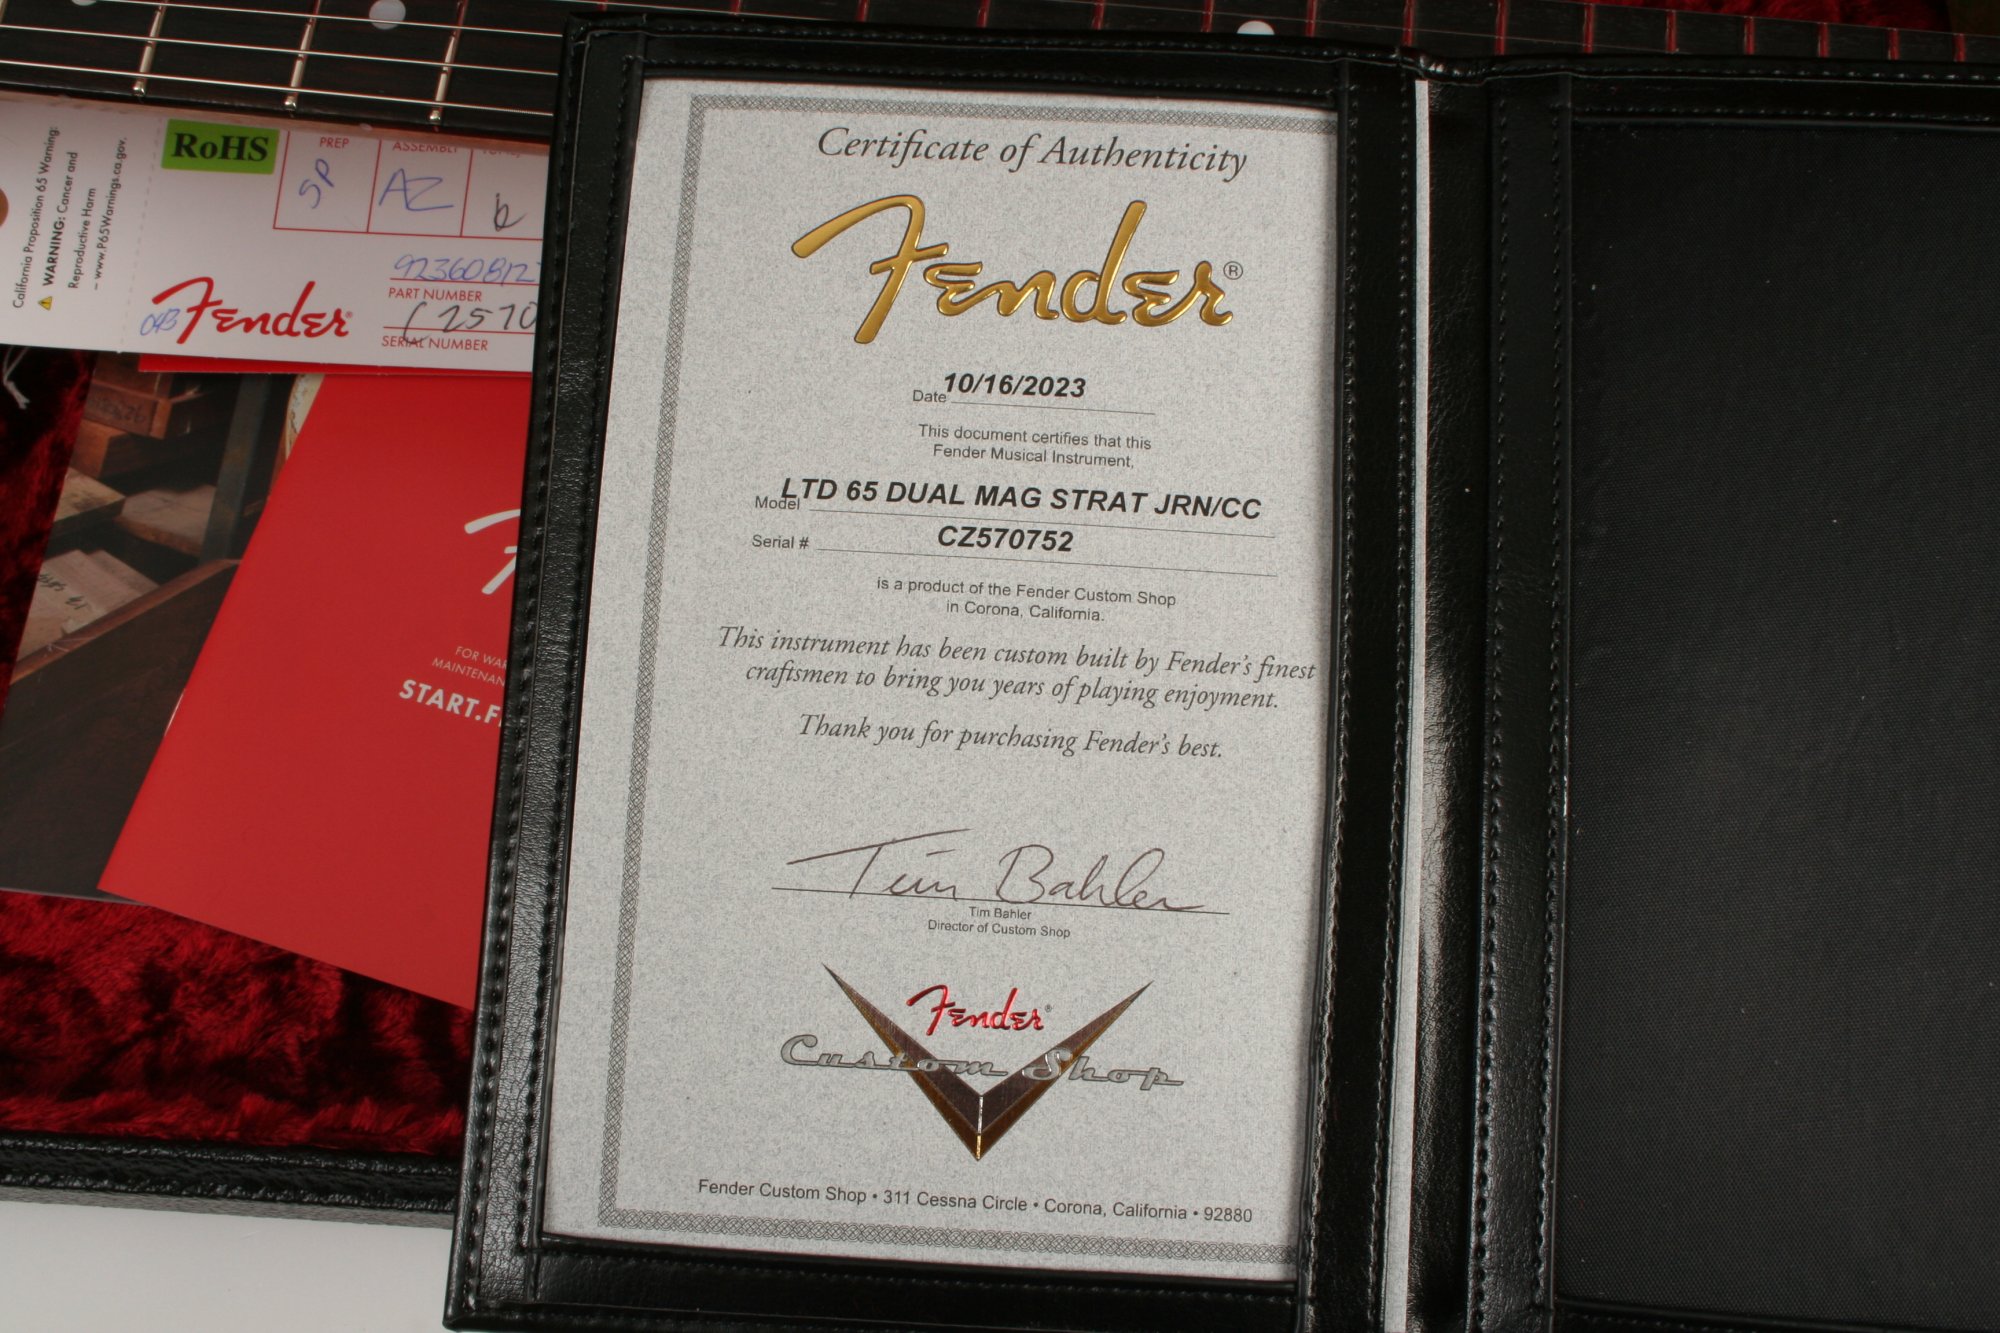 California Proposition 65 Warning:
WARNING: Cancer and
Reproductive Harm
– www.P65Warnings.ca.gov.
RoHS
PREP
ASSEMBLY
SP
AZ
Fender®
PART NUMBER
SERIAL NUMBER
FOR WAR
MAINTENAN
START.F
Certificate of Authenticity
Fender®
Date 10/16/2023
This document certifies that this
Fender Musical Instrument,
Model LTD 65 DUAL MAG STRAT JRN/CC
Serial # CZ570752
is a product of the Fender Custom Shop
in Corona, California.
This instrument has been custom built by Fender's finest
craftsmen to bring you years of playing enjoyment.
Thank you for purchasing Fender's best.
Tim Bahler
Tim Bahler
Director of Custom Shop
Fender®
Custom Shop
Fender Custom Shop • 311 Cessna Circle • Corona, California • 92880